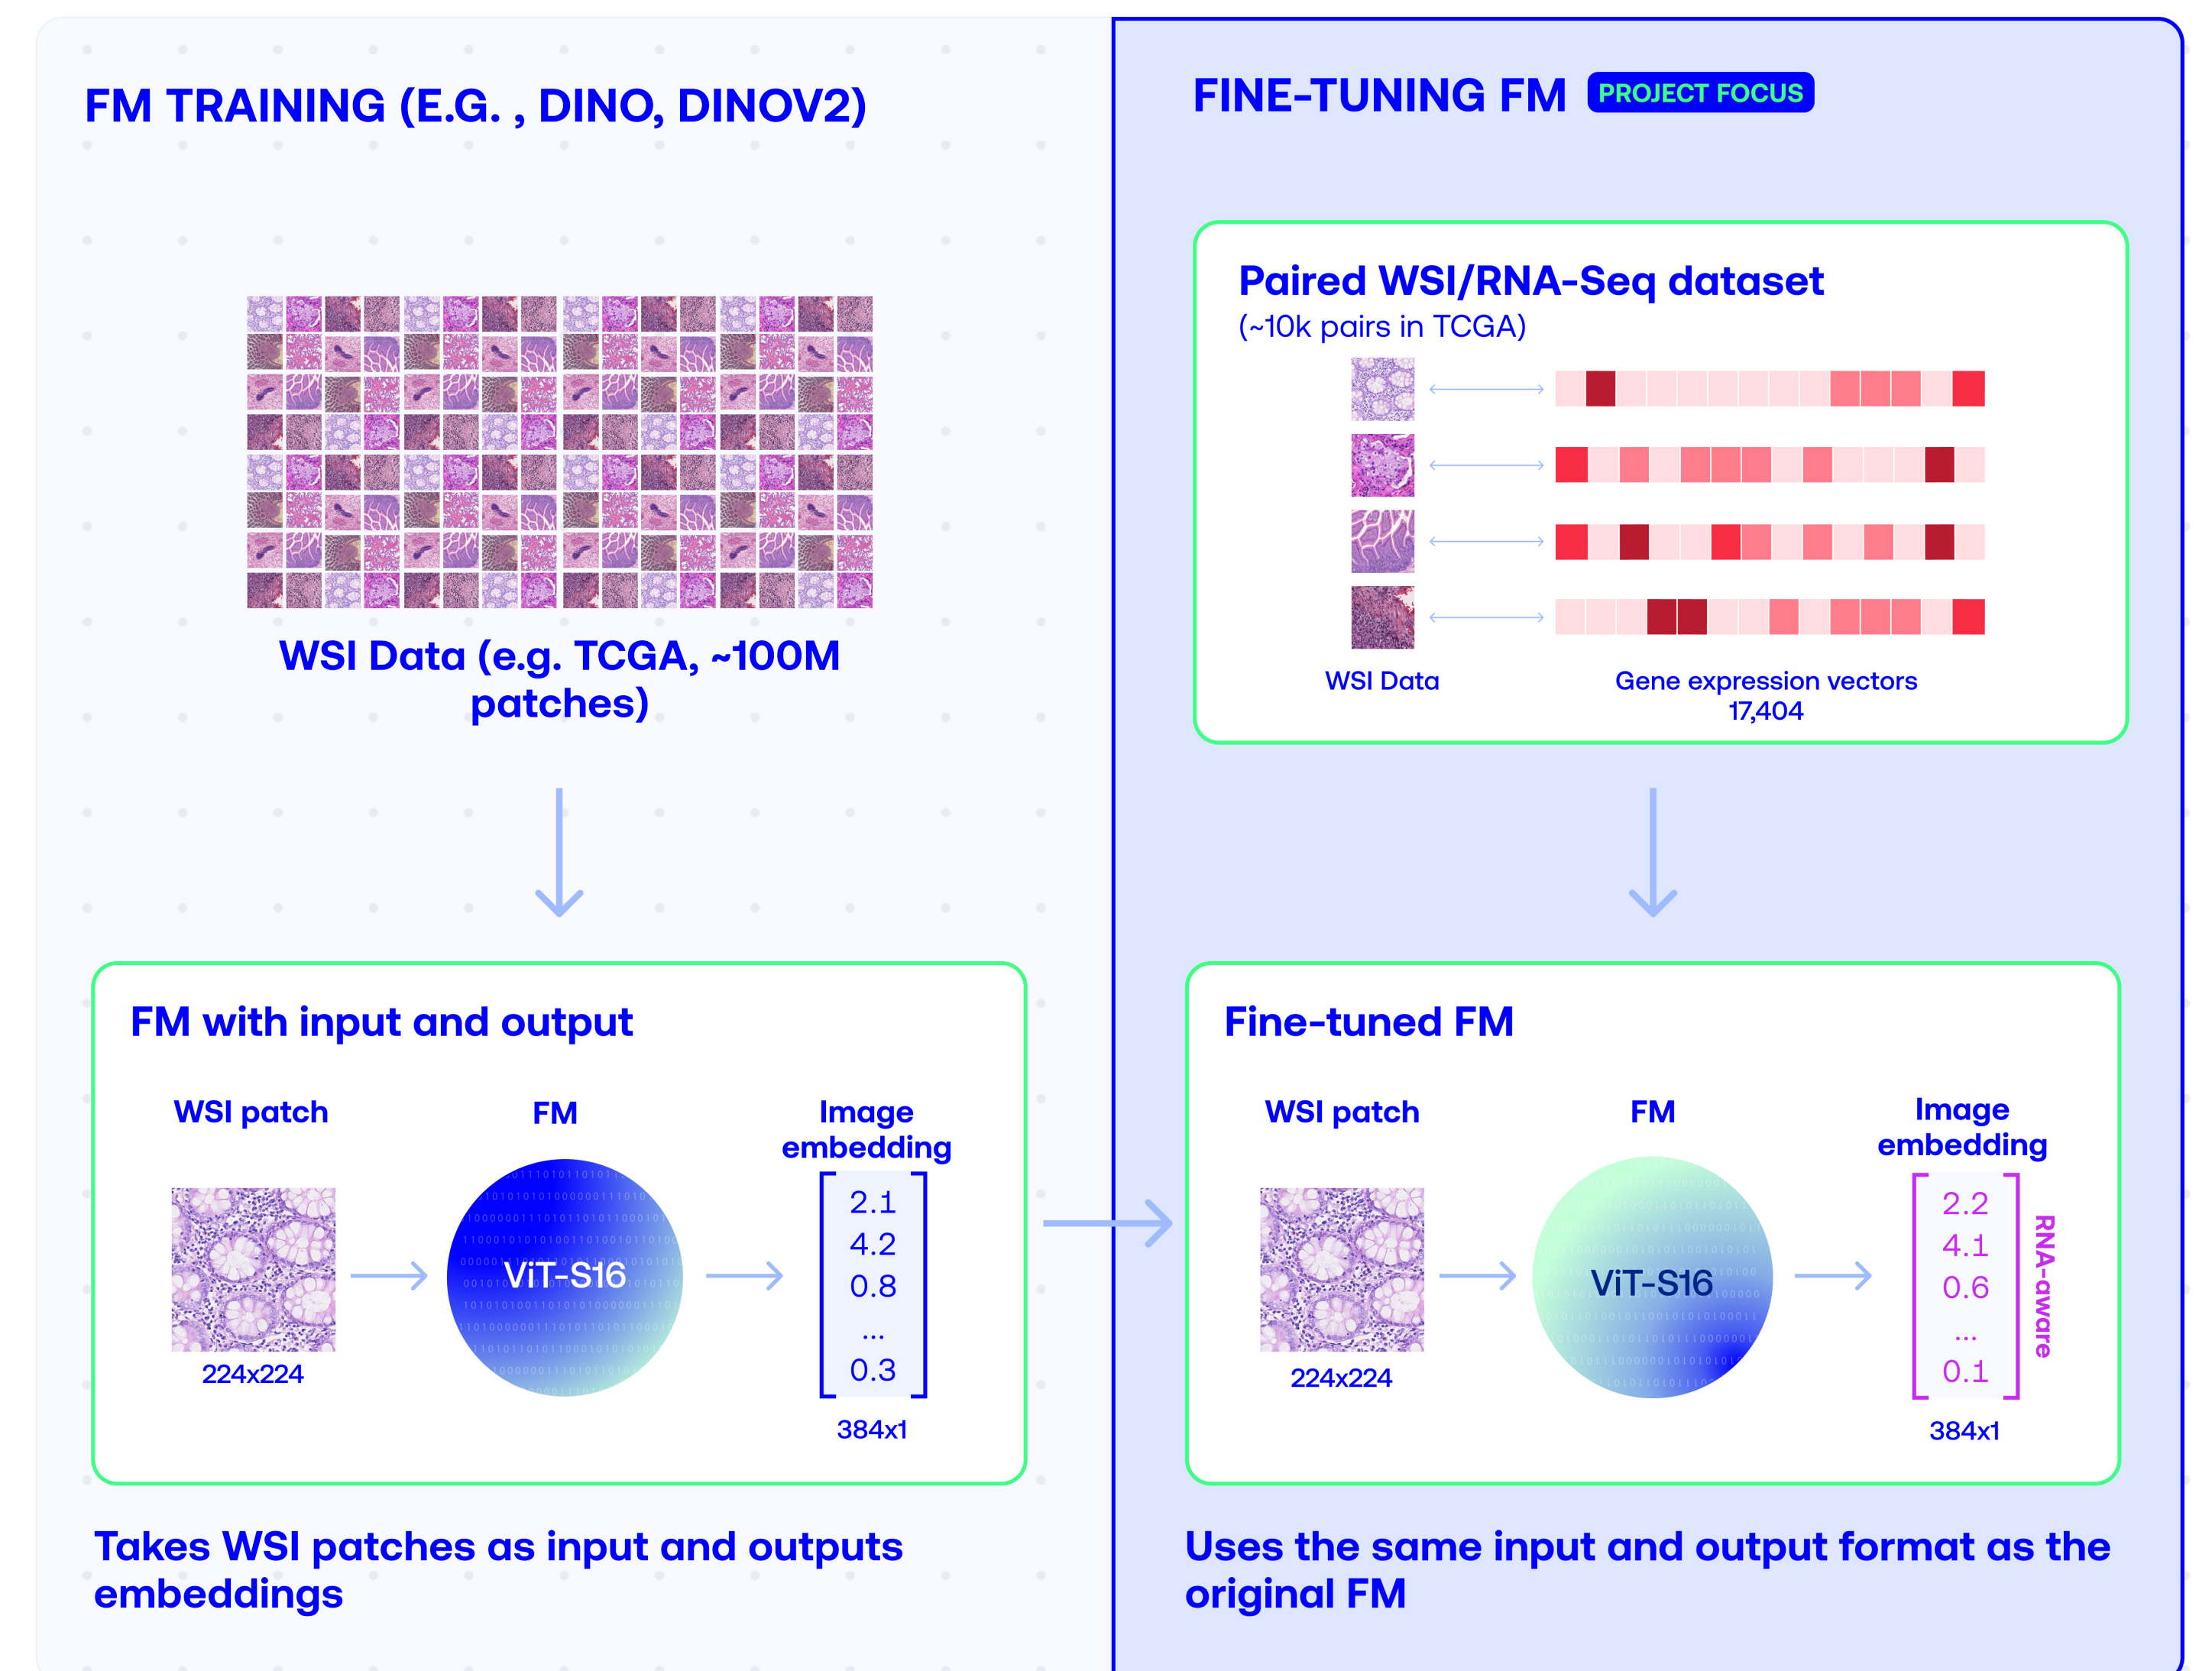 FM TRAINING (E.G. , DINO, DINOV2)
WSI Data (e.g. TCGA, ~100M
patches)
FM with input and output
WSI patch
FM
Image
embedding
ViT-S16
2.1
4.2
0.8
...
0.3
224x224
384x1
Takes WSI patches as input and outputs
embeddings
FINE-TUNING FM
PROJECT FOCUS
Paired WSI/RNA-Seq dataset
(~10k pairs in TCGA)
WSI Data
Gene expression vectors
17,404
Fine-tuned FM
WSI patch
FM
Image
embedding
ViT-S16
2.2
4.1
0.6
...
0.1
RNA-aware
224x224
384x1
Uses the same input and output format as the
original FM